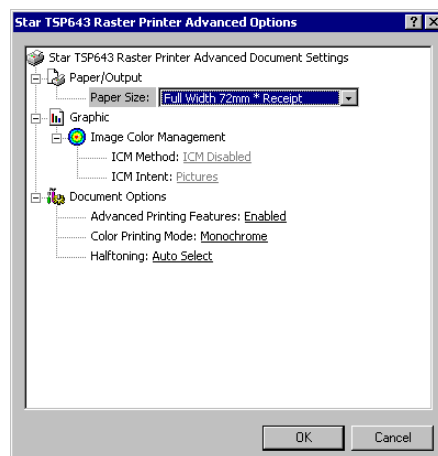 Star TSP643 Raster Printer Advanced Options
Star TSP643 Raster Printer Advanced Document Settings
Paper/Output
Paper Size: Full Width 72mm * Receipt
Graphic
Image Color Management
ICM Method: ICM Disabled
ICM Intent: Pictures
Document Options
Advanced Printing Features: Enabled
Color Printing Mode: Monochrome
Halftoning: Auto Select
OK Cancel